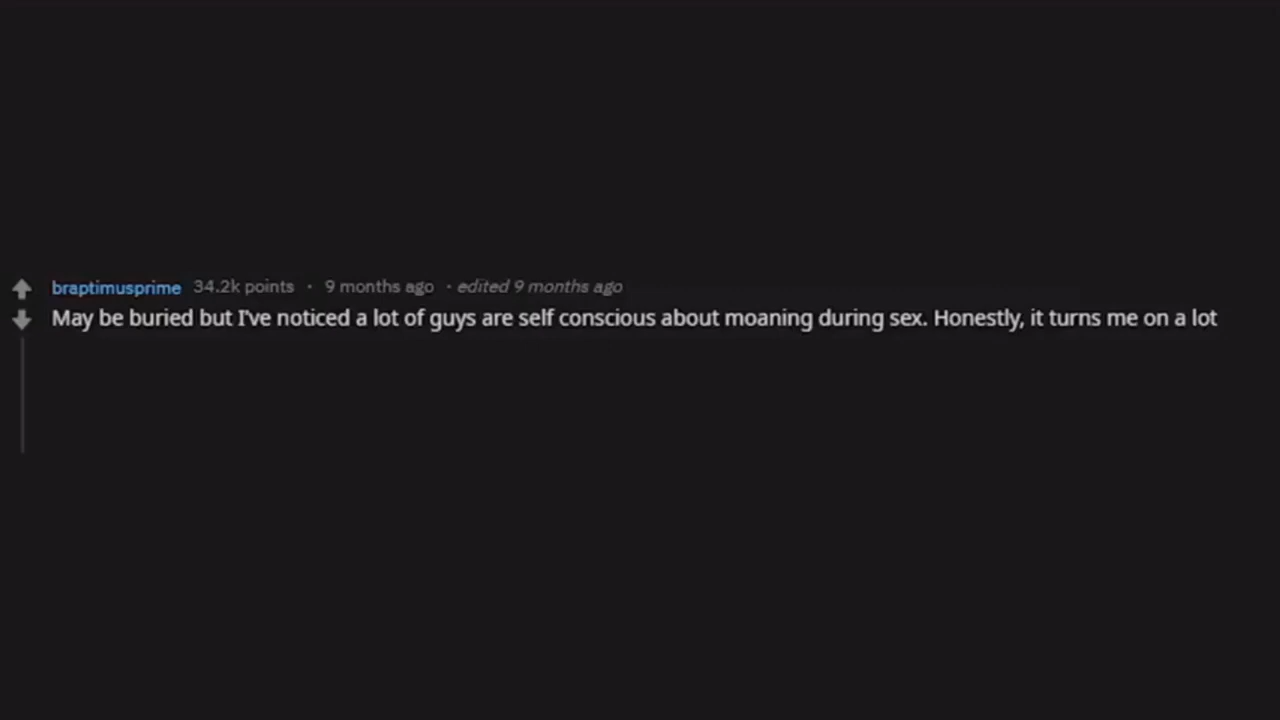 braptimusprime 34.2k points · 9 months ago · edited 9 months ago
May be buried but I've noticed a lot of guys are self conscious about moaning during sex. Honestly, it turns me on a lot